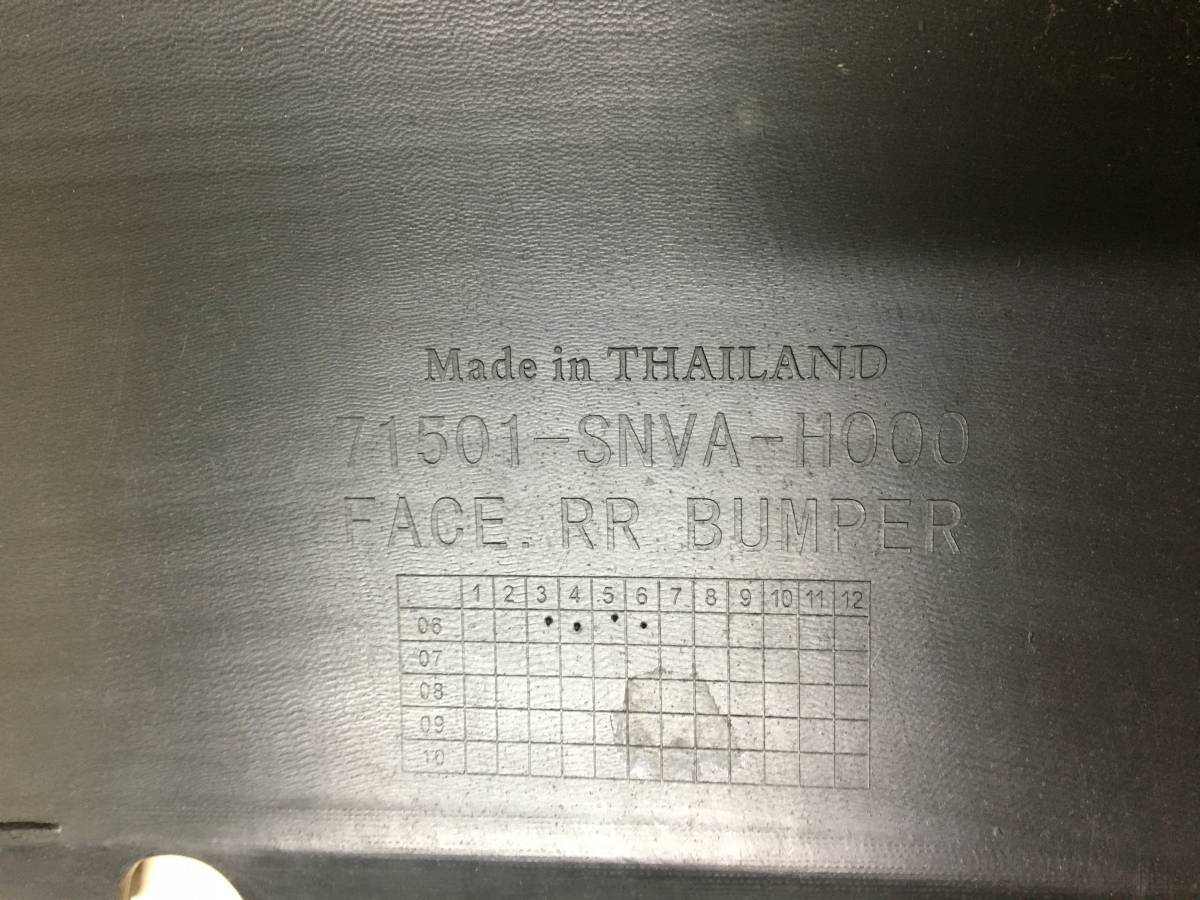 Made in THAILAND
71501-SNVA-H000
FACE. RR BUMPER
1 2 3 4 5 6 7 8 9 10 11 12
06
07
08
09
10